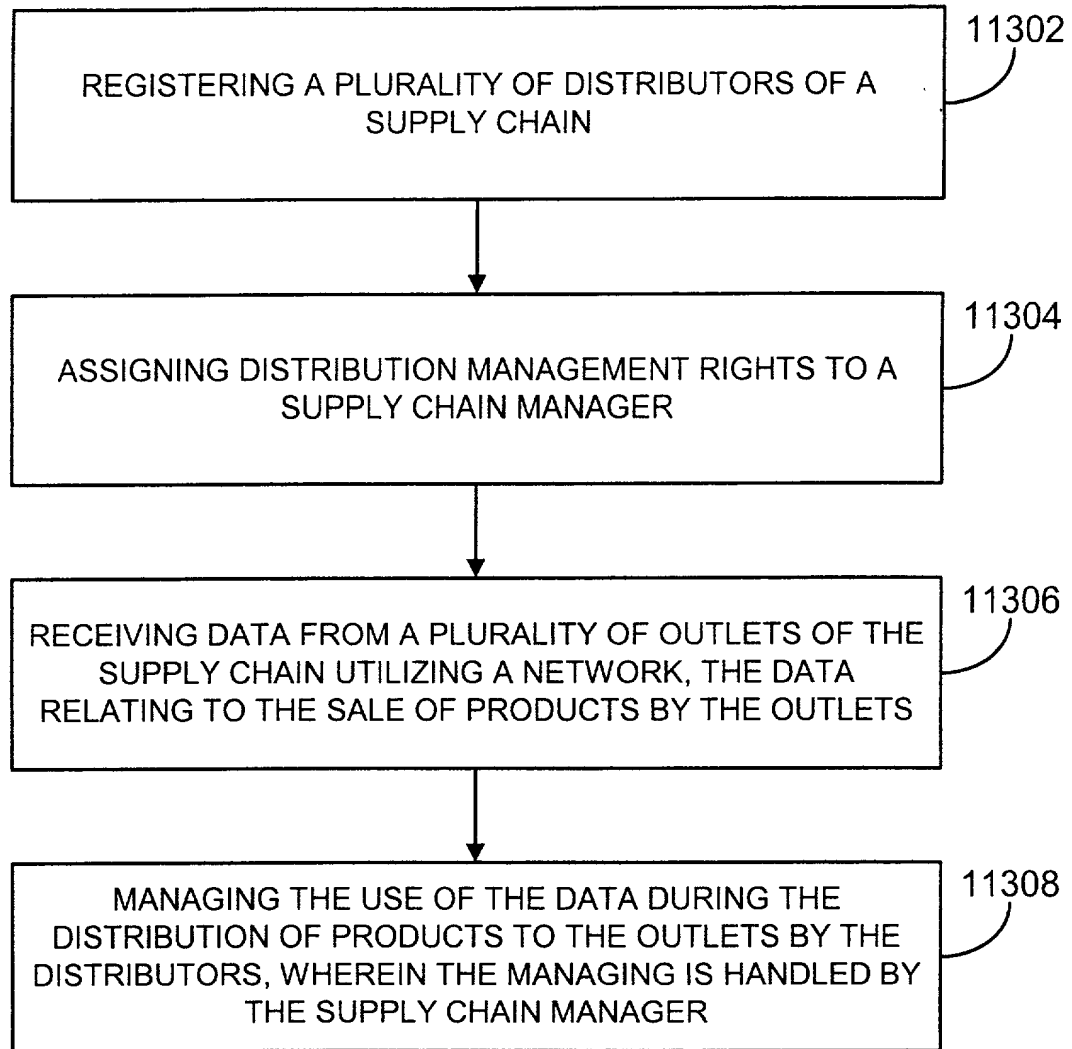 11302
REGISTERING A PLURALITY OF DISTRIBUTORS OF A
SUPPLY CHAIN
11304
ASSIGNING DISTRIBUTION MANAGEMENT RIGHTS TO A
SUPPLY CHAIN MANAGER
11306
RECEIVING DATA FROM A PLURALITY OF OUTLETS OF THE
SUPPLY CHAIN UTILIZING A NETWORK, THE DATA
RELATING TO THE SALE OF PRODUCTS BY THE OUTLETS
11308
MANAGING THE USE OF THE DATA DURING THE
DISTRIBUTION OF PRODUCTS TO THE OUTLETS BY THE
DISTRIBUTORS, WHEREIN THE MANAGING IS HANDLED BY
THE SUPPLY CHAIN MANAGER